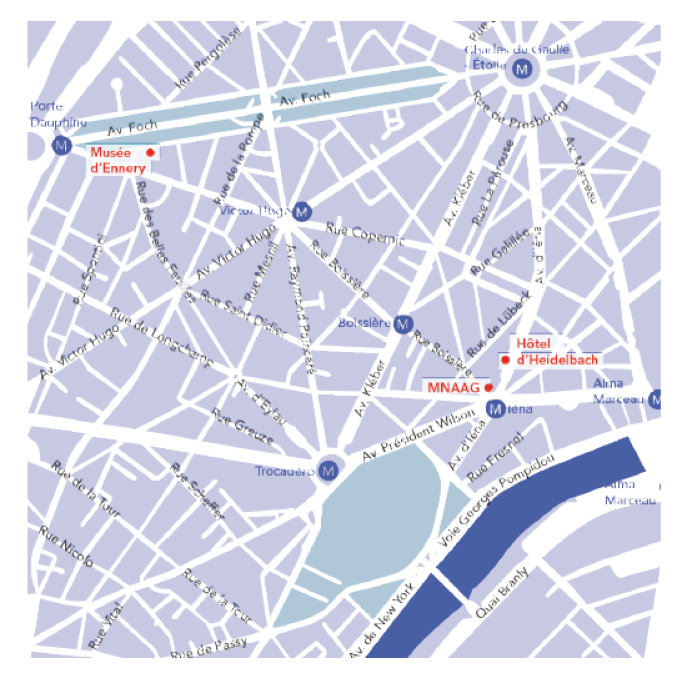 Rue
Charles de Gaulle
- Étoile
M
Rue Pergolèse
Av. Foch
Rue de Presbourg
Porte
Dauphine
M
Av. Foch
Musée
d'Ennery
Rue de la Pompe
Av. Marceau
Rue La Pérouse
Av. Kléber
Victor Hugo
M
Rue Copernic
Rue des Belles Feuilles
Av. Victor Hugo
Rue Mesnil
Rue Boissière
Rue Galilée
Av. d'Iéna
Av. Raymond Poincaré
Rue Spontini
Rue Saint Didier
Rue de Longchamp
Boissière
M
Rue Boissière
Rue de Lübeck
Hôtel
d'Heidelbach
Av. Victor Hugo
Av. Kléber
MNAAG
Alma
Marceau
M
M
Iéna
Av. d'Eylau
Rue Greuze
Av. Président Wilson
Av. d'Iéna
Rue Fresnel
Trocadéro
M
Voie Georges Pompidou
Rue de la Tour
Rue Scheffer
Alma
Marceau
Rue Nicolo
Rue de la Tour
Quai Branly
Rue Vital
Av. de New York
Rue de Passy